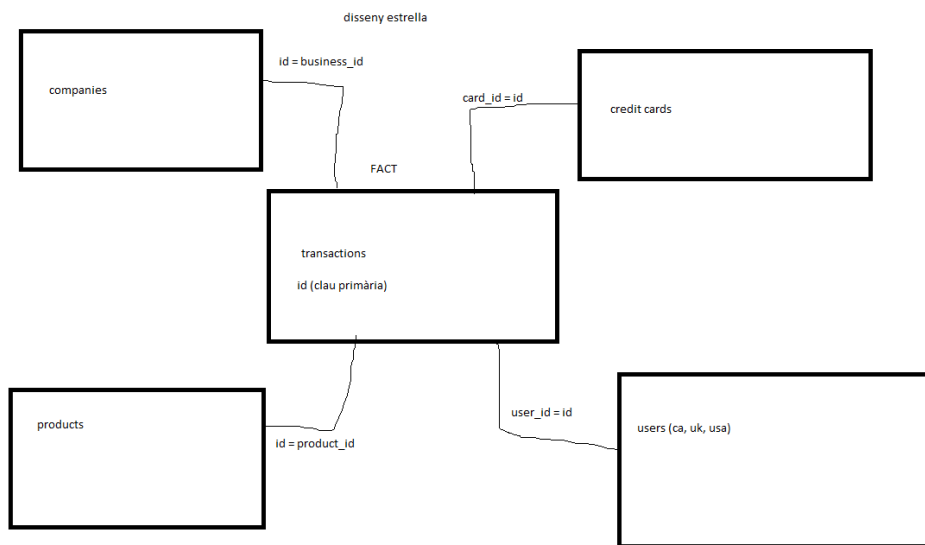 disseny estrella
id = business_id
companies
card_id = id
credit cards
FACT
transactions
id (clau primària)
products
id = product_id
user_id = id
users (ca, uk, usa)